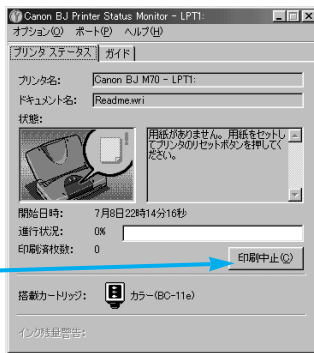 Canon BJ Printer Status Monitor - LPT1:
オプション(O) ポート(P) ヘルプ(H)
プリンタ ステータス ガイド
プリンタ名: Canon BJ M70 - LPT1:
ドキュメント名: Readme.wri
状態:
用紙がありません。用紙をセットし
てプリンタのリセットボタンを押してく
ださい。
開始日時: 7月8日22時14分16秒
進行状況: 0%
印刷済枚数: 0
印刷中止(C)
搭載カートリッジ: カラー(BC-11e)
インク残量警告: